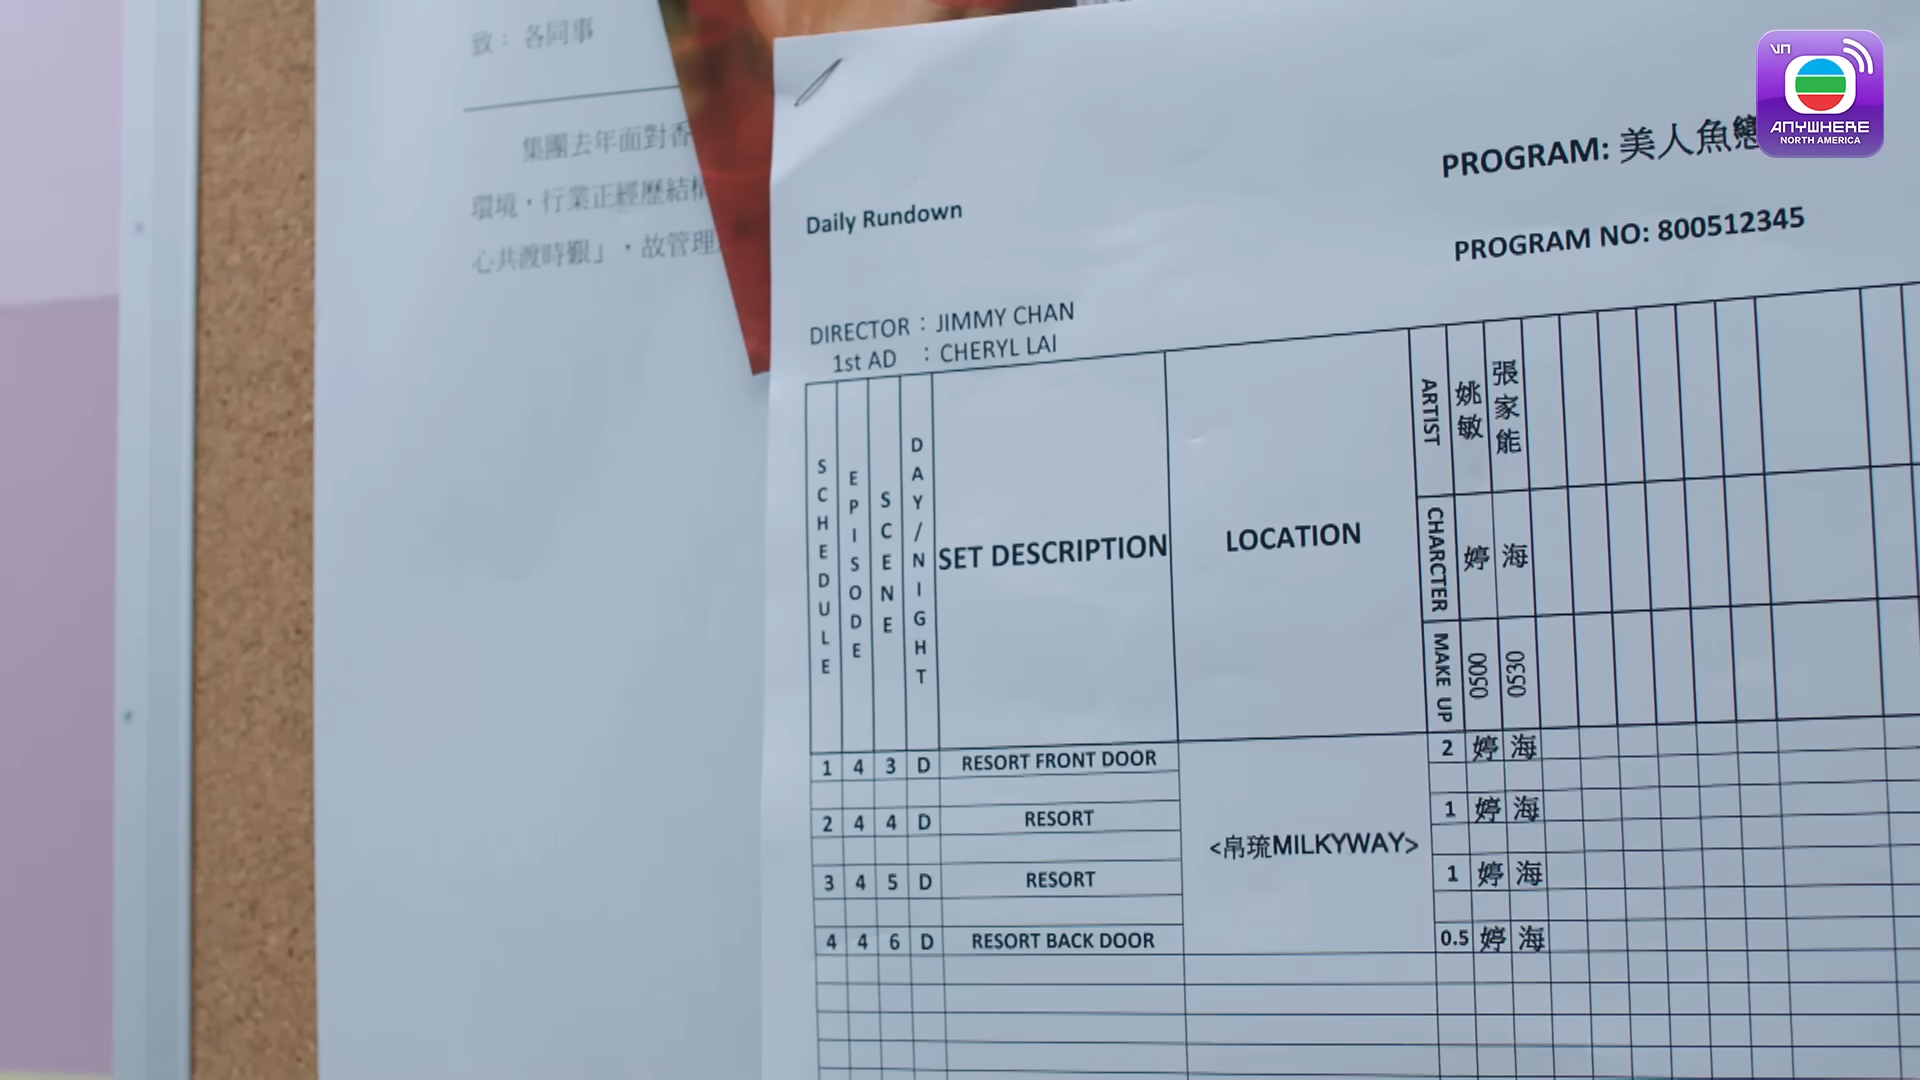 致：各同事
集團去年面對香
環境，行業正經歷結構
心共渡時艱」，故管理
Daily Rundown
PROGRAM: 美人魚戀
PROGRAM NO: 800512345
DIRECTOR : JIMMY CHAN
1st AD : CHERYL LAI
SCHEDULE EPISODE SCENE DAY/NIGHT SET DESCRIPTION LOCATION
ARTIST 姚敏 張家能
CHARCTER 婷 海
MAKE UP 0500 0530
1 4 3 D RESORT FRONT DOOR 2 婷 海
2 4 4 D RESORT 1 婷 海
<帛琉MILKYWAY>
3 4 5 D RESORT 1 婷 海
4 4 6 D RESORT BACK DOOR 0.5 婷 海
VN
ANYWHERE
NORTH AMERICA